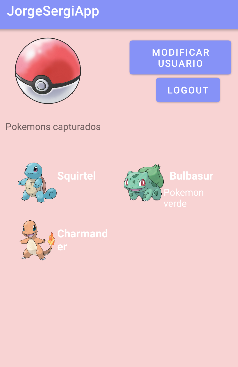 JorgeSergiApp
MODIFICAR
USUARIO
LOGOUT
Pokemons capturados
Squirtel
Bulbasur
Pokemon
verde
Charmand
er